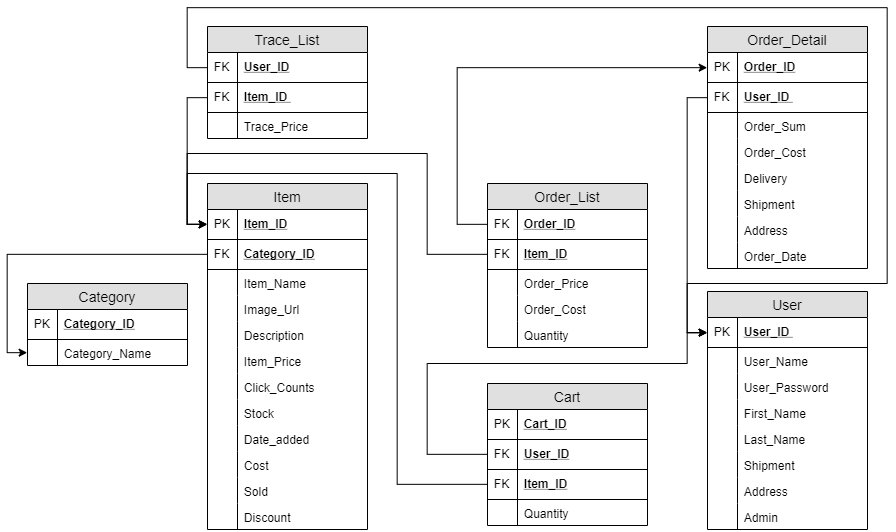 Trace_List
FK User_ID
FK Item_ID
Trace_Price
Order_Detail
PK Order_ID
FK User_ID
Order_Sum
Order_Cost
Delivery
Shipment
Address
Order_Date
Item
PK Item_ID
FK Category_ID
Item_Name
Image_Url
Description
Item_Price
Click_Counts
Stock
Date_added
Cost
Sold
Discount
Order_List
FK Order_ID
FK Item_ID
Order_Price
Order_Cost
Quantity
Category
PK Category_ID
Category_Name
User
PK User_ID
User_Name
User_Password
First_Name
Last_Name
Shipment
Address
Admin
Cart
PK Cart_ID
FK User_ID
FK Item_ID
Quantity